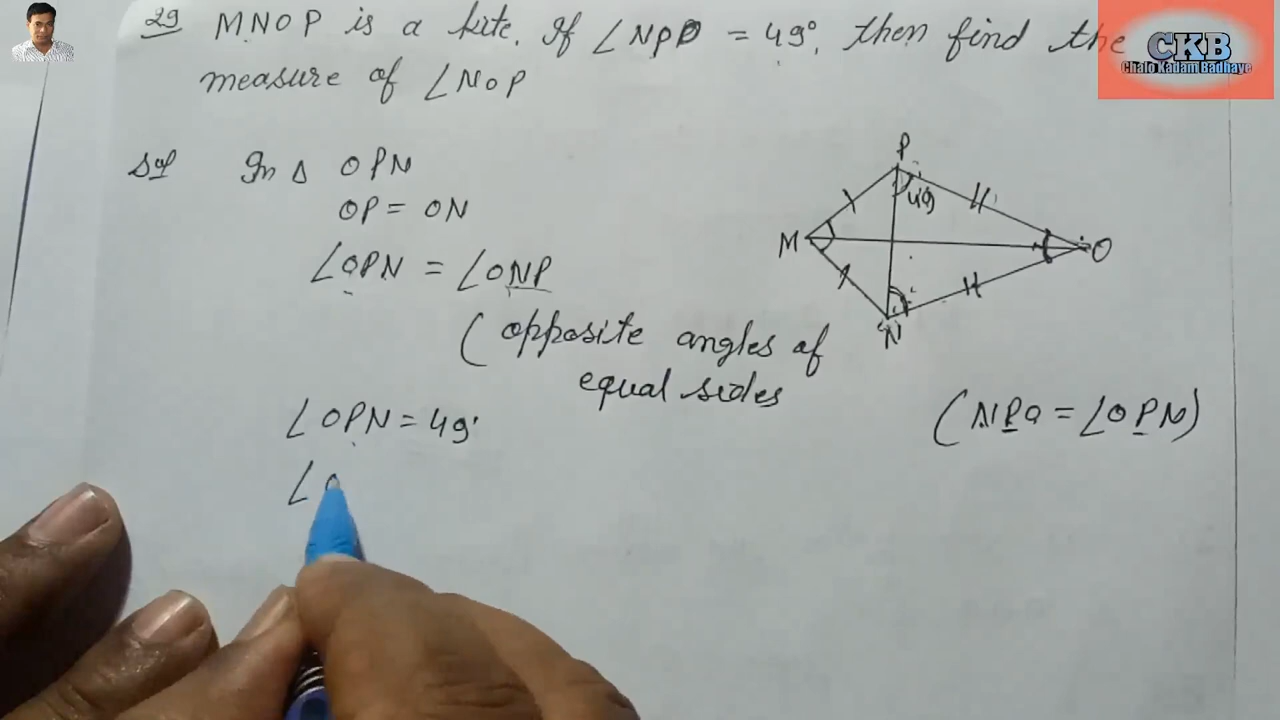 29 MNOP is a kite. If ∠NPO = 49°, then find the
measure of ∠NOP
CKB
Chalo Kadam Badhaye
Sol In Δ OPN
OP = ON
∠OPN = ∠ONP
(opposite angles of
equal sides
∠OPN = 49°
(NPO = ∠OPN)
∠O
P
49
M
O
N